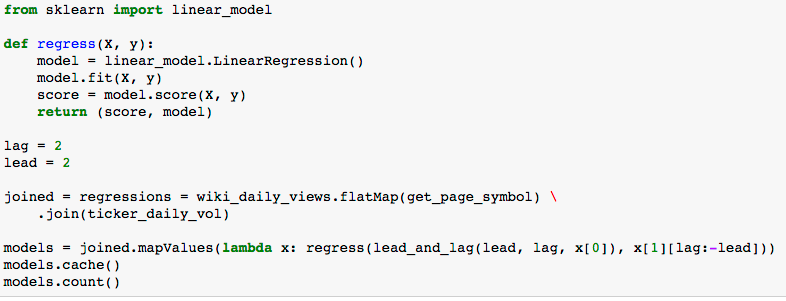 from sklearn import linear_model
def regress(X, y):
    model = linear_model.LinearRegression()
    model.fit(X, y)
    score = model.score(X, y)
    return (score, model)
lag = 2
lead = 2
joined = regressions = wiki_daily_views.flatMap(get_page_symbol) \
    .join(ticker_daily_vol)
models = joined.mapValues(lambda x: regress(lead_and_lag(lead, lag, x[0]), x[1][lag:-lead]))
models.cache()
models.count()